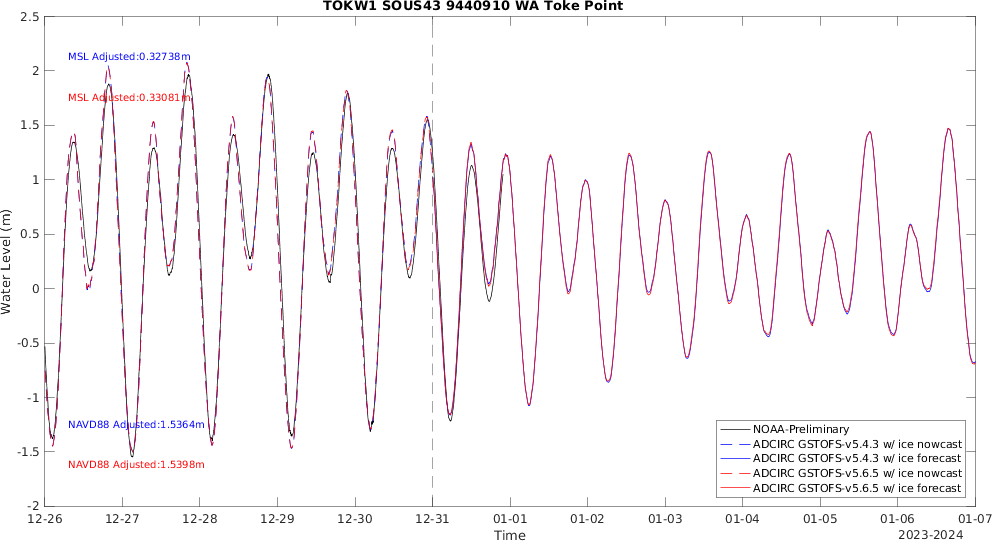 TOKW1 SOUS43 9440910 WA Toke Point
2.5
2
1.5
1
0.5
0
-0.5
-1
-1.5
-2
Water Level (m)
MSL Adjusted:0.32738m
MSL Adjusted:0.33081m
NAVD88 Adjusted:1.5364m
NAVD88 Adjusted:1.5398m
NOAA-Preliminary
ADCIRC GSTOFS-v5.4.3 w/ ice nowcast
ADCIRC GSTOFS-v5.4.3 w/ ice forecast
ADCIRC GSTOFS-v5.6.5 w/ ice nowcast
ADCIRC GSTOFS-v5.6.5 w/ ice forecast
12-26 12-27 12-28 12-29 12-30 12-31 01-01 01-02 01-03 01-04 01-05 01-06 01-07
Time
2023-2024